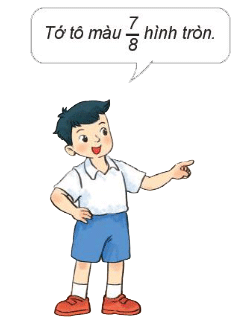 Tớ tô màu 7/8 hình tròn.